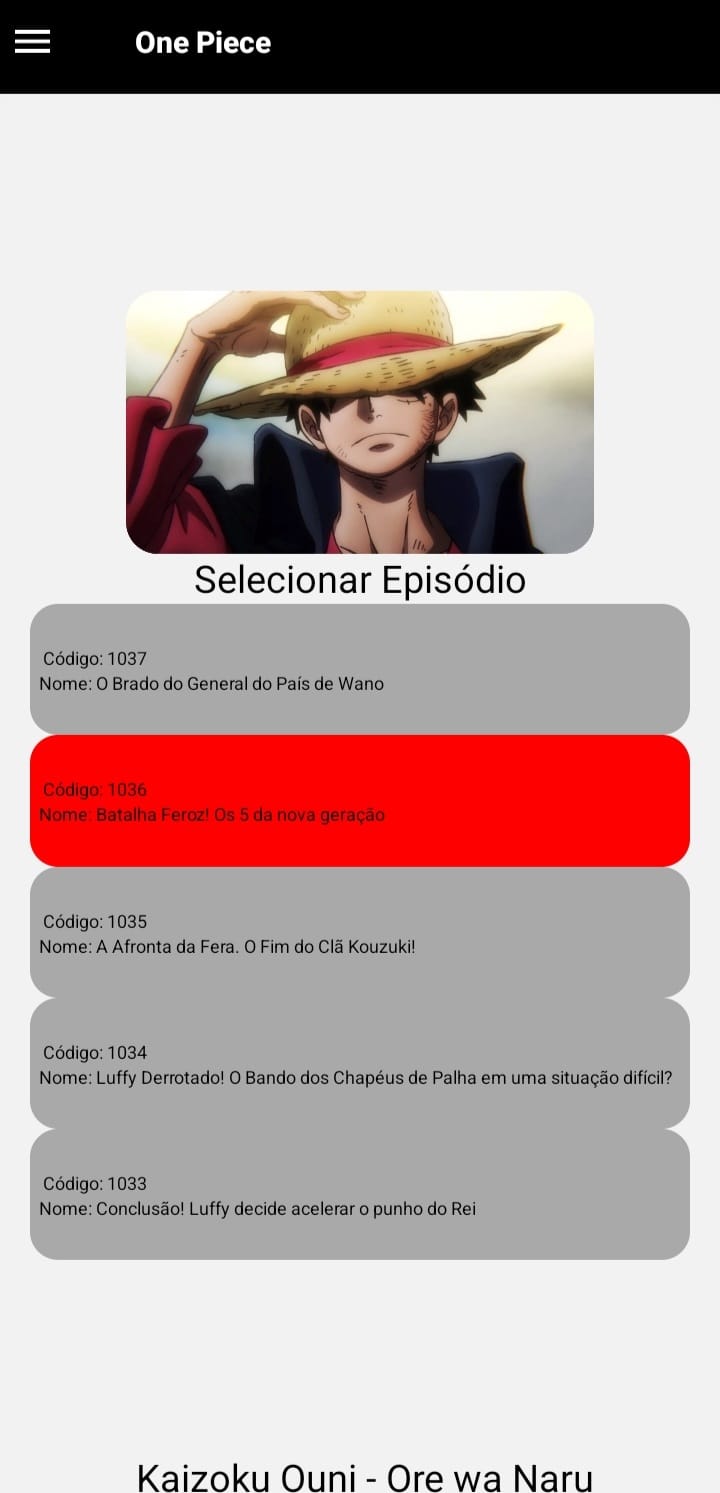 One Piece
Selecionar Episódio
Código: 1037
Nome: O Brado do General do País de Wano
Código: 1036
Nome: Batalha Feroz! Os 5 da nova geração
Código: 1035
Nome: A Afronta da Fera. O Fim do Clã Kouzuki!
Código: 1034
Nome: Luffy Derrotado! O Bando dos Chapéus de Palha em uma situação difícil?
Código: 1033
Nome: Conclusão! Luffy decide acelerar o punho do Rei
Kaizoku Ouni - Ore wa Naru